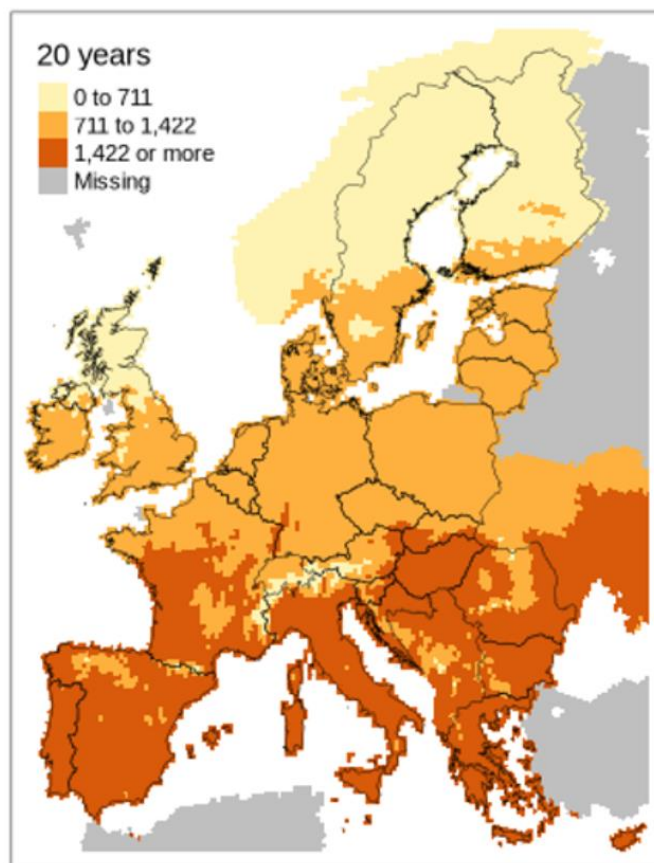 20 years
0 to 711
711 to 1,422
1,422 or more
Missing